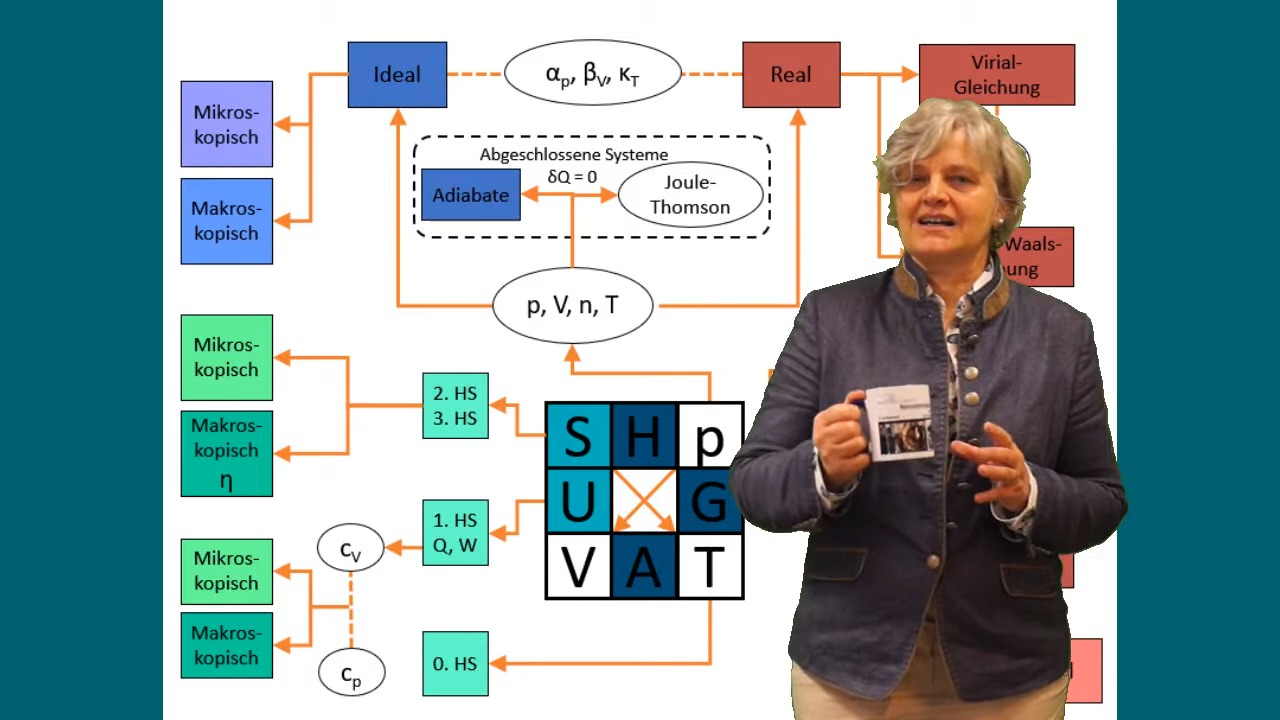 Ideal
αp, βV, κT
Real
Virial-
Gleichung
Mikros-
kopisch
Makros-
kopisch
Abgeschlossene Systeme
δQ = 0
Adiabate
Joule-
Thomson
Waals-
p, V, n, T
Mikros-
kopisch
Makros-
kopisch
η
2. HS
3. HS
S H p
U G
V A T
1. HS
Q, W
cV
Mikros-
kopisch
Makros-
kopisch
cp
0. HS